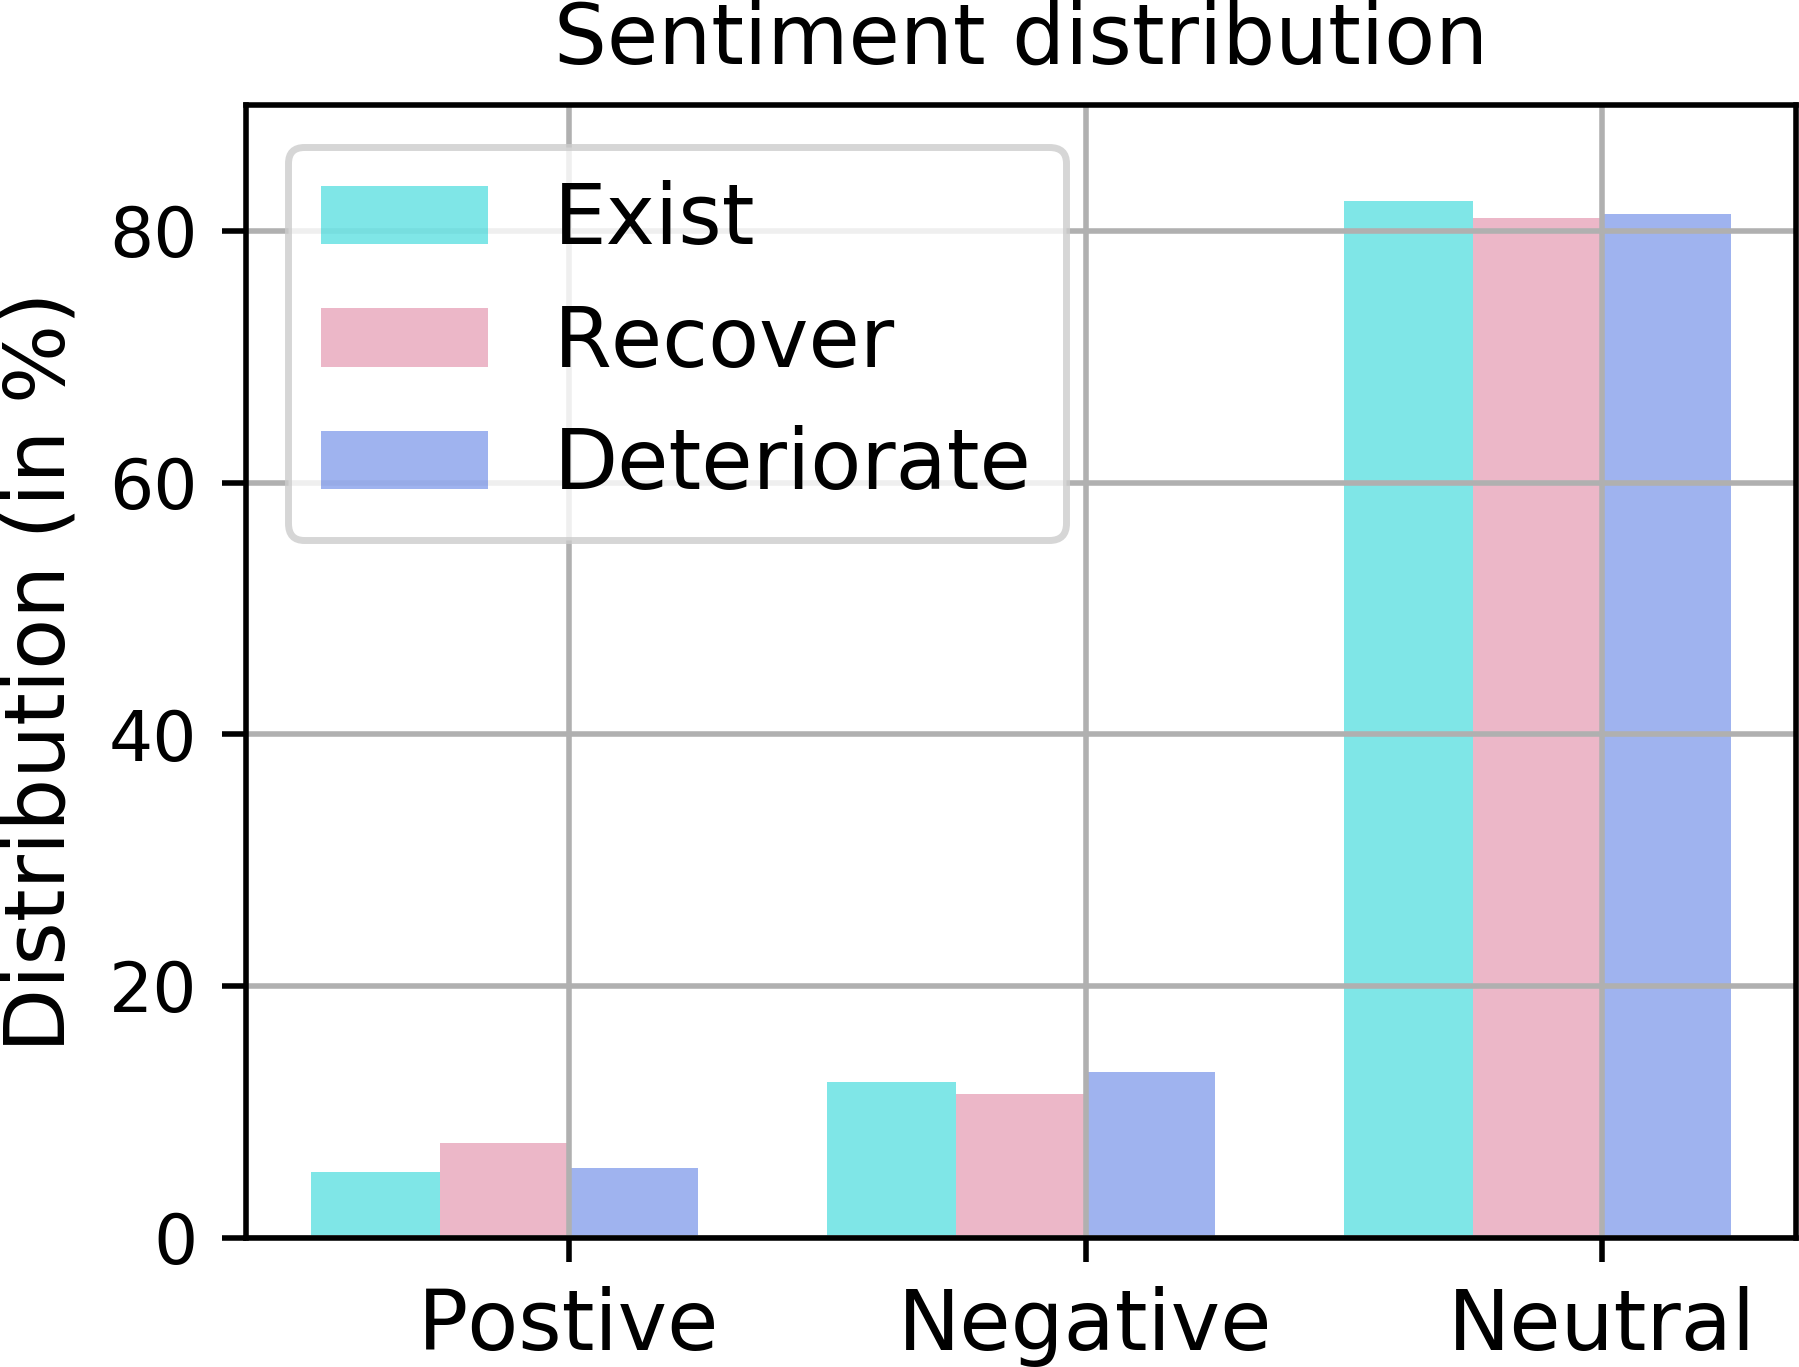 Sentiment distribution
Distribution (in %)
80
60
40
20
0
Exist
Recover
Deteriorate
Postive
Negative
Neutral